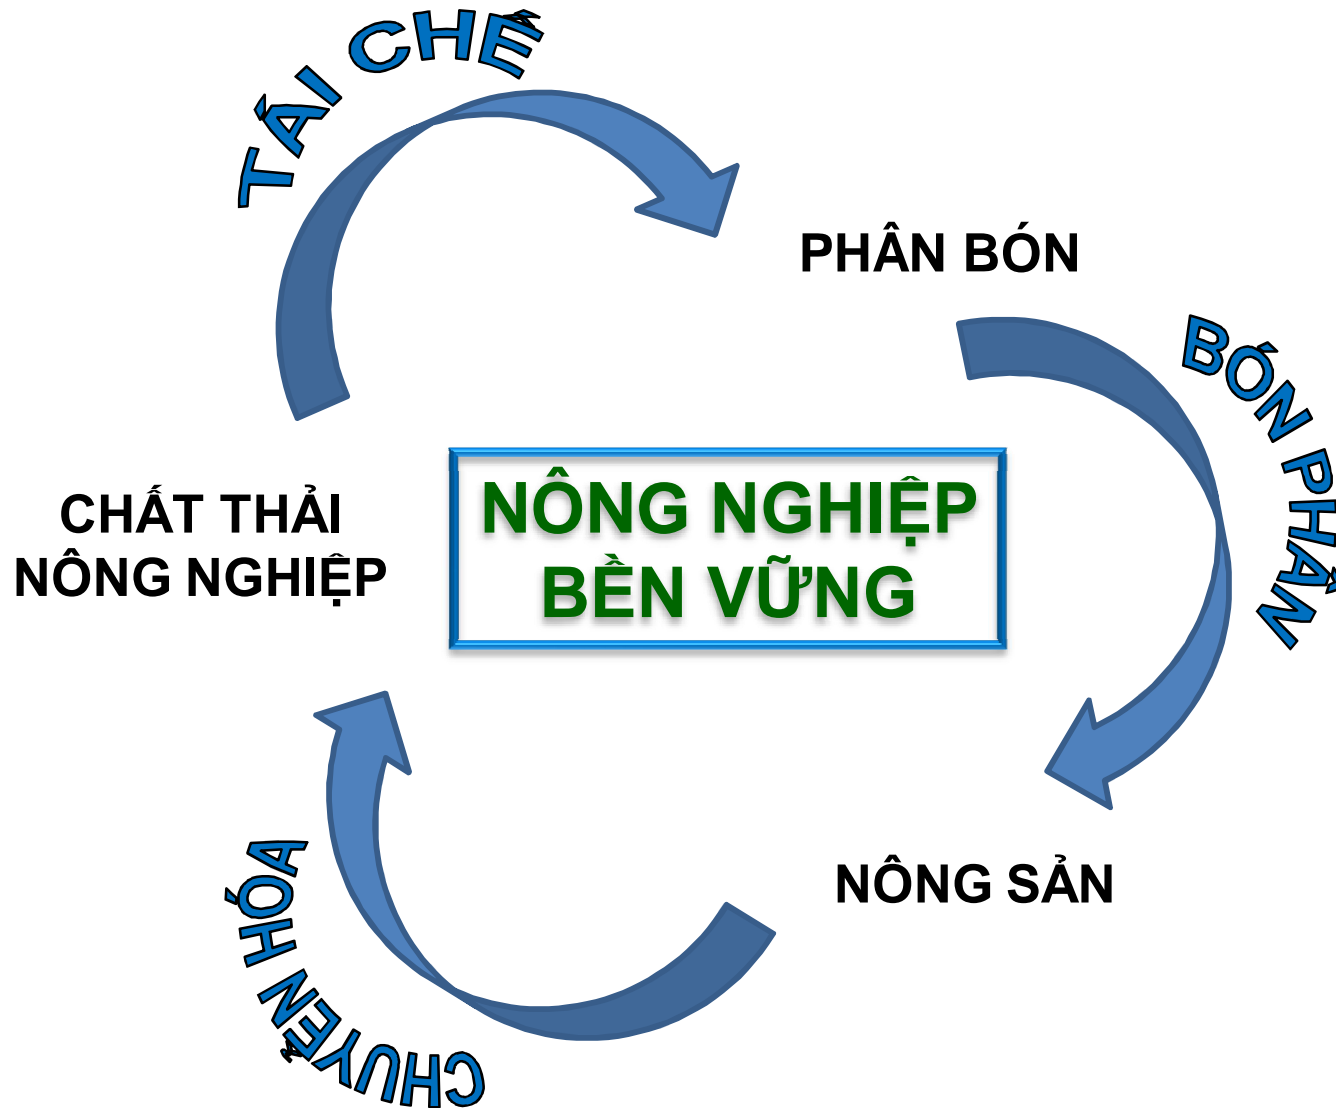 TÁI CHẾ
PHÂN BÓN
BÓN PHÂN
CHẤT THẢI
NÔNG NGHIỆP
NÔNG NGHIỆP
BỀN VỮNG
NÔNG SẢN
CHUYỂN HÓA